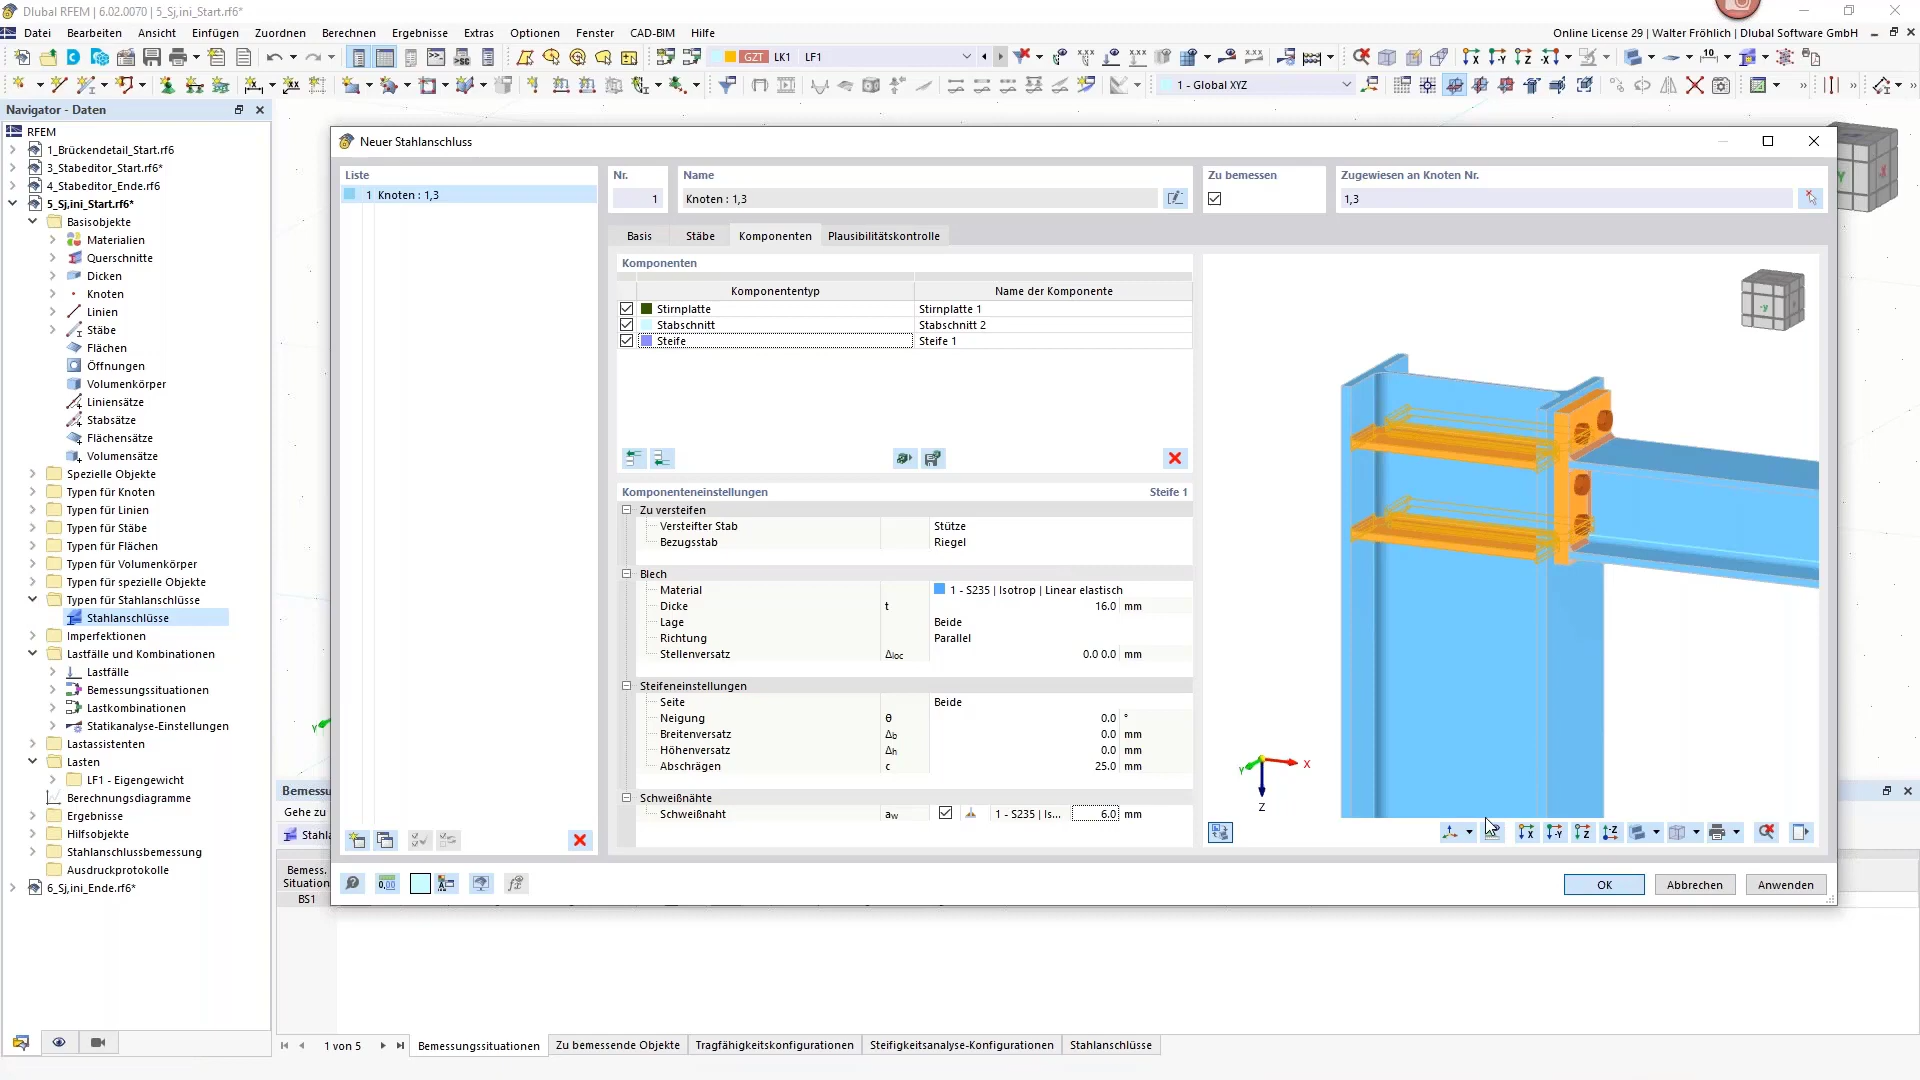 Dlubal RFEM | 6.02.0070 | 5_Sj,ini_Start.rf6*
Datei Bearbeiten Ansicht Einfügen Zuordnen Berechnen Ergebnisse Extras Optionen Fenster CAD-BIM Hilfe
Online License 29 | Walter Fröhlich | Dlubal Software GmbH
GZT LK1 LF1
1 - Global XYZ
Navigator - Daten
RFEM
1_Brückendetail_Start.rf6
3_Stabeditor_Start.rf6*
4_Stabeditor_Ende.rf6
5_Sj,ini_Start.rf6*
Basisobjekte
Materialien
Querschnitte
Dicken
Knoten
Linien
Stäbe
Flächen
Öffnungen
Volumenkörper
Liniensätze
Stabsätze
Flächensätze
Volumensätze
Spezielle Objekte
Typen für Knoten
Typen für Linien
Typen für Stäbe
Typen für Flächen
Typen für Volumenkörper
Typen für spezielle Objekte
Typen für Stahlanschlüsse
Stahlanschlüsse
Imperfektionen
Lastfälle und Kombinationen
Lastfälle
Bemessungssituationen
Lastkombinationen
Statikanalyse-Einstellungen
Lastassistenten
Lasten
LF1 - Eigengewicht
Berechnungsdiagramme
Ergebnisse
Hilfsobjekte
Stahlanschlussbemessung
Ausdruckprotokolle
6_Sj,ini_Ende.rf6*
Neuer Stahlanschluss
Liste
1 Knoten : 1,3
Nr.
1
Name
Knoten : 1,3
Zu bemessen
Zugewiesen an Knoten Nr.
1,3
Basis Stäbe Komponenten Plausibilitätskontrolle
Komponenten
Komponententyp Name der Komponente
Stirnplatte Stirnplatte 1
Stabschnitt Stabschnitt 2
Steife Steife 1
Komponenteneinstellungen Steife 1
Zu versteifen
Versteifter Stab Stütze
Bezugsstab Riegel
Blech
Material 1 - S235 | Isotrop | Linear elastisch
Dicke t 16.0 mm
Lage Beide
Richtung Parallel
Stellenversatz Δloc 0.0 0.0 mm
Steifeneinstellungen
Seite Beide
Neigung θ 0.0 °
Breitenversatz Δb 0.0 mm
Höhenversatz Δh 0.0 mm
Abschrägen c 25.0 mm
Schweißnähte
Schweißnaht aw 1 - S235 | Is... 6.0 mm
Y X Z
OK Abbrechen Anwenden
Bemessu
Gehe zu
Stahla
Bemess.
Situation
BS1
1 von 5
Bemessungssituationen Zu bemessende Objekte Tragfähigkeitskonfigurationen Steifigkeitsanalyse-Konfigurationen Stahlanschlüsse